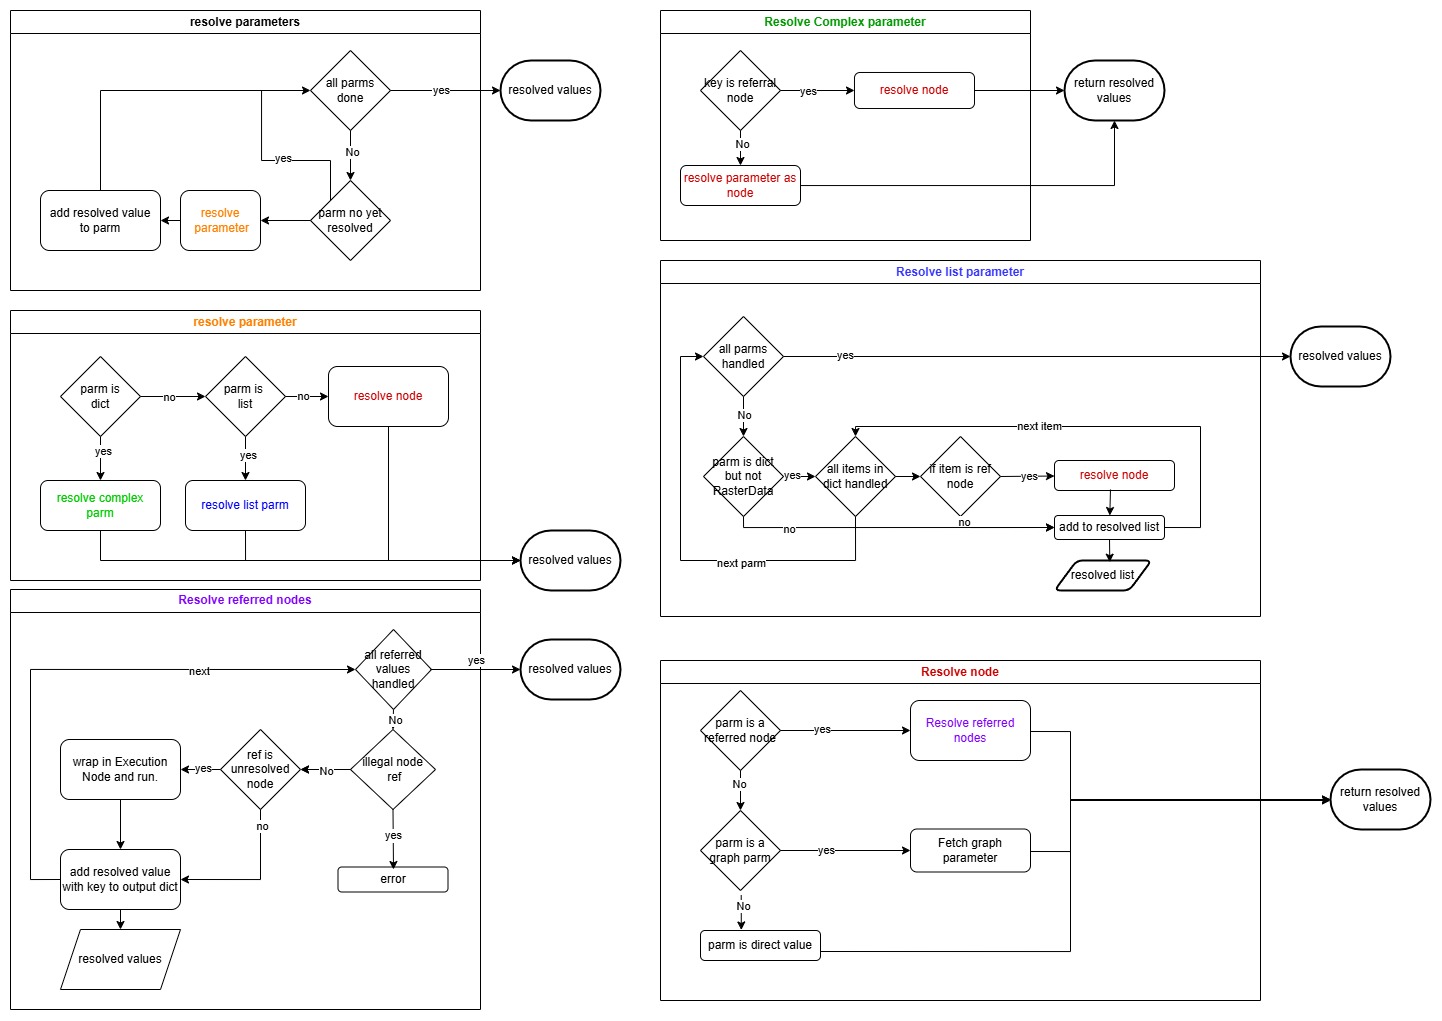 resolve parameters
all parms
done
yes
resolved values
No
yes
parm no yet
resolved
resolve
parameter
add resolved value
to parm
resolve parameter
parm is
dict
no
parm is
list
no
resolve node
yes
yes
resolve complex
parm
resolve list parm
resolved values
Resolve referred nodes
all referred
values
handled
yes
resolved values
next
No
illegal node
ref
No
ref is
unresolved
node
yes
wrap in Execution
Node and run.
no
yes
error
add resolved value
with key to output dict
resolved values
Resolve Complex parameter
key is referral
node
yes
resolve node
return resolved
values
No
resolve parameter as
node
Resolve list parameter
all parms
handled
yes
resolved values
No
next item
parm is dict
but not
RasterData
yes
all items in
dict handled
if item is ref
node
yes
resolve node
no
no
add to resolved list
next parm
resolved list
Resolve node
parm is a
referred node
yes
Resolve referred
nodes
No
return resolved
values
parm is a
graph parm
yes
Fetch graph
parameter
No
parm is direct value